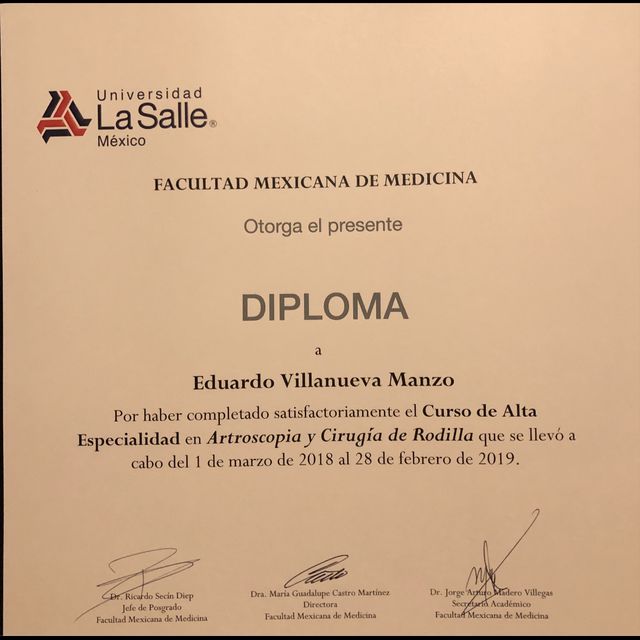 Universidad
La Salle®
México
FACULTAD MEXICANA DE MEDICINA
Otorga el presente
DIPLOMA
a
Eduardo Villanueva Manzo
Por haber completado satisfactoriamente el Curso de Alta
Especialidad en Artroscopia y Cirugía de Rodilla que se llevó a
cabo del 1 de marzo de 2018 al 28 de febrero de 2019.
Dr. Ricardo Secín Diep
Jefe de Posgrado
Facultad Mexicana de Medicina
Dra. María Guadalupe Castro Martínez
Directora
Facultad Mexicana de Medicina
Dr. Jorge Arturo Madero Villegas
Secretario Académico
Facultad Mexicana de Medicina